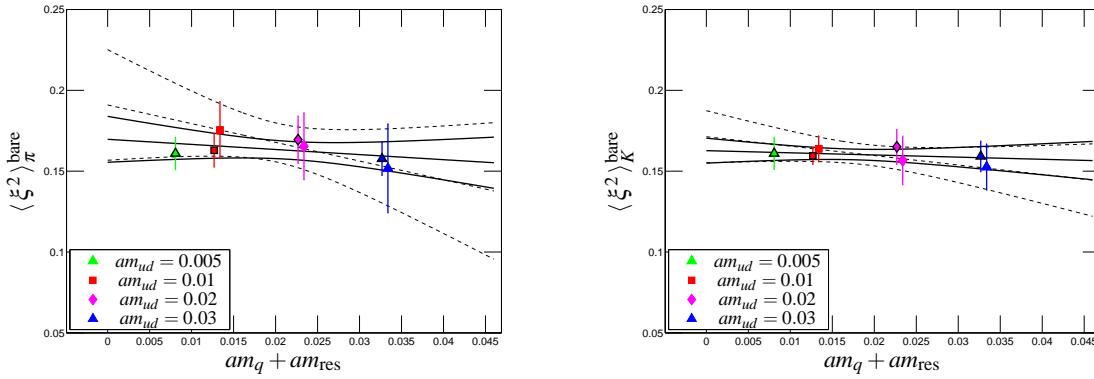 0.25
0.2
0.15
0.1
0.05
⟨ξ²⟩π^bare
am_ud = 0.005
am_ud = 0.01
am_ud = 0.02
am_ud = 0.03
0 0.005 0.01 0.015 0.02 0.025 0.03 0.034 0.04 0.045
am_q + am_res
0.25
0.2
0.15
0.1
0.05
⟨ξ²⟩K^bare
am_ud = 0.005
am_ud = 0.01
am_ud = 0.02
am_ud = 0.03
0 0.005 0.01 0.015 0.02 0.025 0.03 0.034 0.04 0.045
am_q + am_res